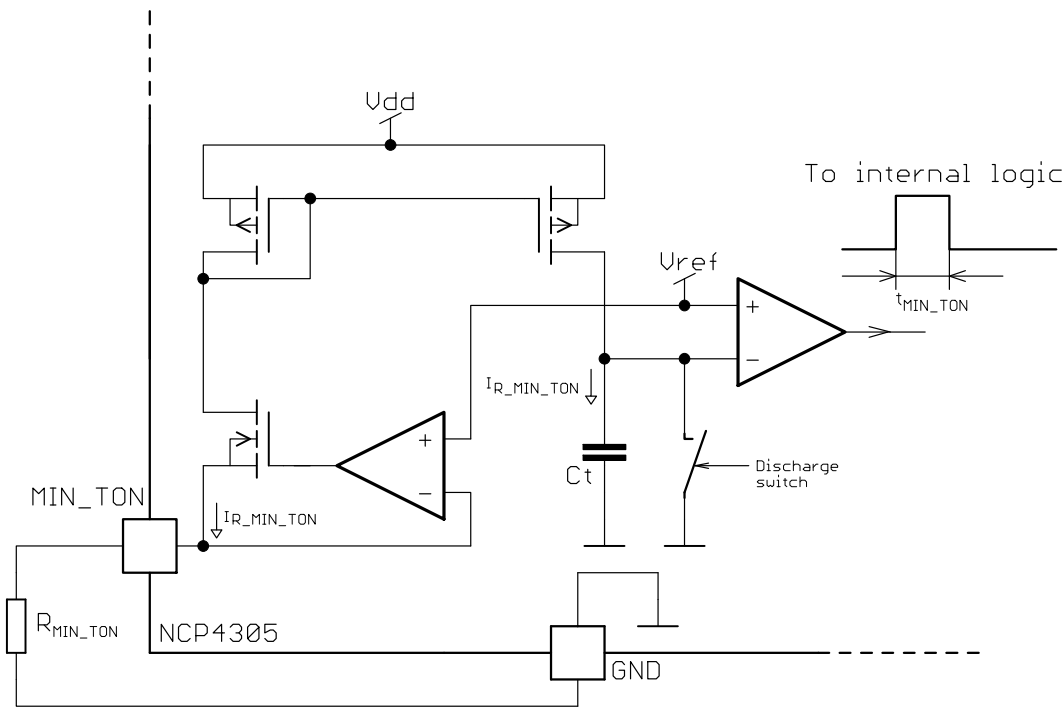 Vdd
To internal logic
Vref
tMIN_TON
+
−
IR_MIN_TON
+
−
Ct
Discharge
switch
MIN_TON
IR_MIN_TON
RMIN_TON
NCP4305
GND